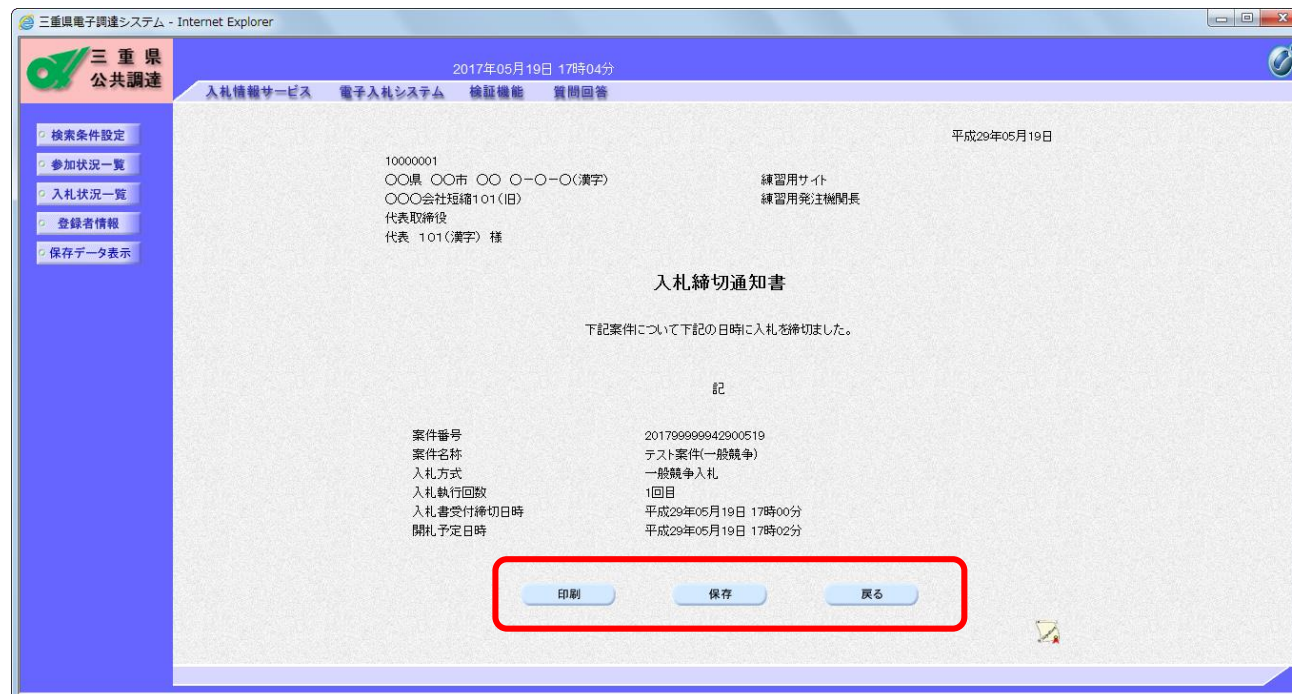 三重県電子調達システム - Internet Explorer
三 重 県
公共調達
2017年05月19日 17時04分
入札情報サービス 電子入札システム 検証機能 質問回答
検索条件設定
参加状況一覧
入札状況一覧
登録者情報
保存データ表示
平成29年05月19日
10000001
〇〇県 〇〇市 〇〇 〇-〇-〇(漢字)
〇〇〇会社短縮101(旧)
代表取締役
代表 101(漢字) 様
練習用サイト
練習用発注機関長
入札締切通知書
下記案件について下記の日時に入札を締切ました。
記
案件番号 201799999942900519
案件名称 テスト案件(一般競争)
入札方式 一般競争入札
入札執行回数 1回目
入札書受付締切日時 平成29年05月19日 17時00分
開札予定日時 平成29年05月19日 17時02分
印刷 保存 戻る